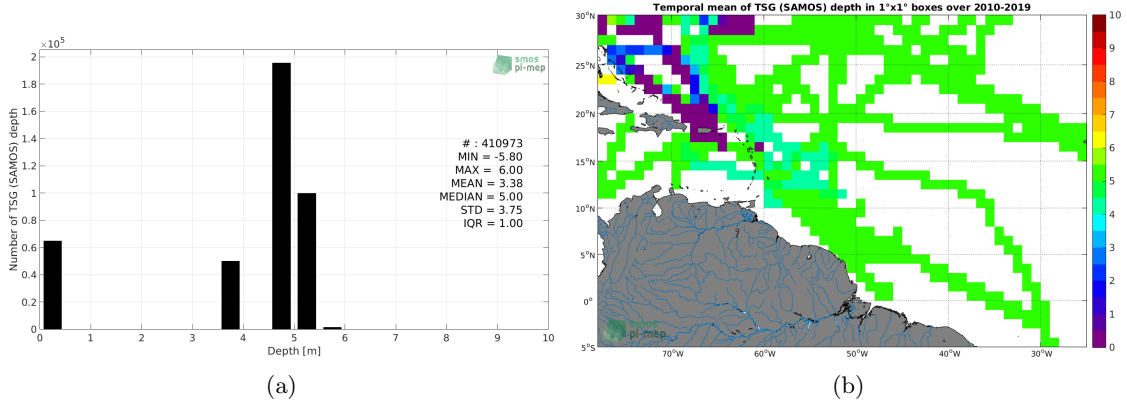 ×10⁵
2
1.8
1.6
1.4
1.2
1
0.8
0.6
0.4
0.2
0
Number of TSG (SAMOS) depth
0 1 2 3 4 5 6 7 8 9 10
Depth [m]
smos
pi-mep
# : 410973
MIN = -5.80
MAX = 6.00
MEAN = 3.38
MEDIAN = 5.00
STD = 3.75
IQR = 1.00
(a)
Temporal mean of TSG (SAMOS) depth in 1°x1° boxes over 2010-2019
30°N
25°N
20°N
15°N
10°N
5°N
0°
5°S
70°W 60°W 50°W 40°W 30°W
smos
pi-mep
10
9
8
7
6
5
4
3
2
1
0
(b)